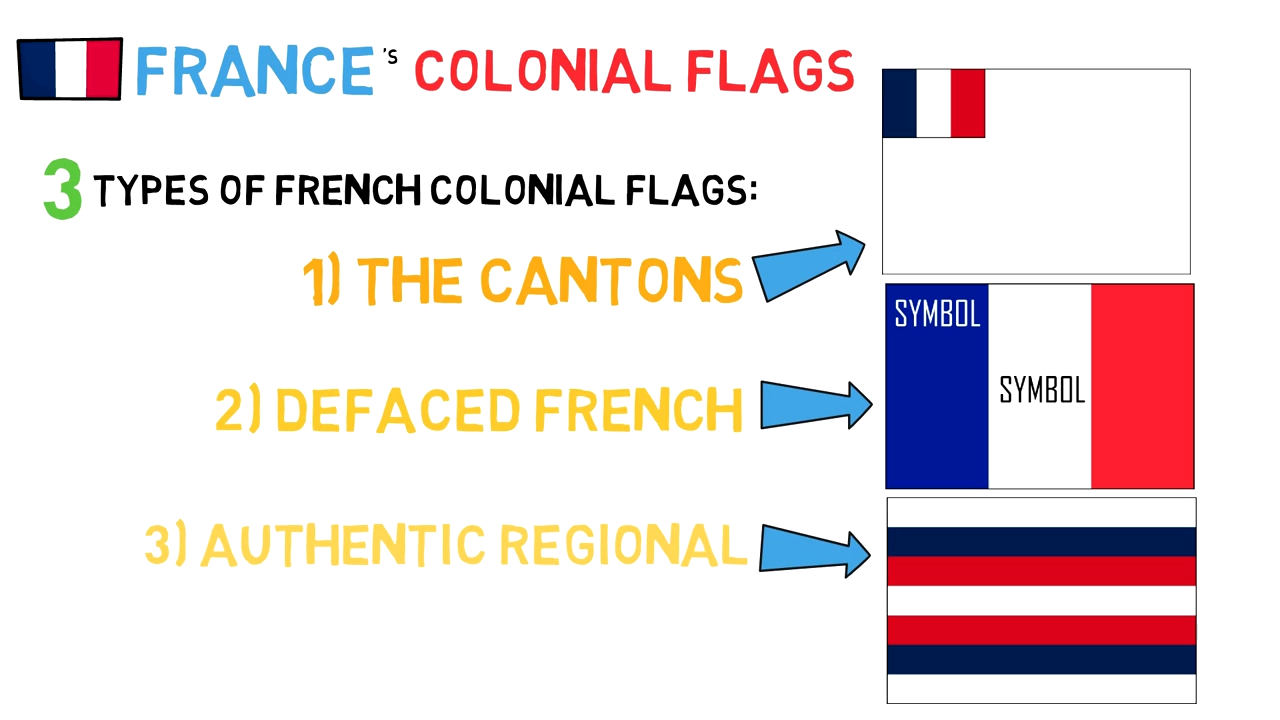 FRANCE's COLONIAL FLAGS
3 TYPES OF FRENCH COLONIAL FLAGS:
1) THE CANTONS
2) DEFACED FRENCH
SYMBOL
SYMBOL
3) AUTHENTIC REGIONAL